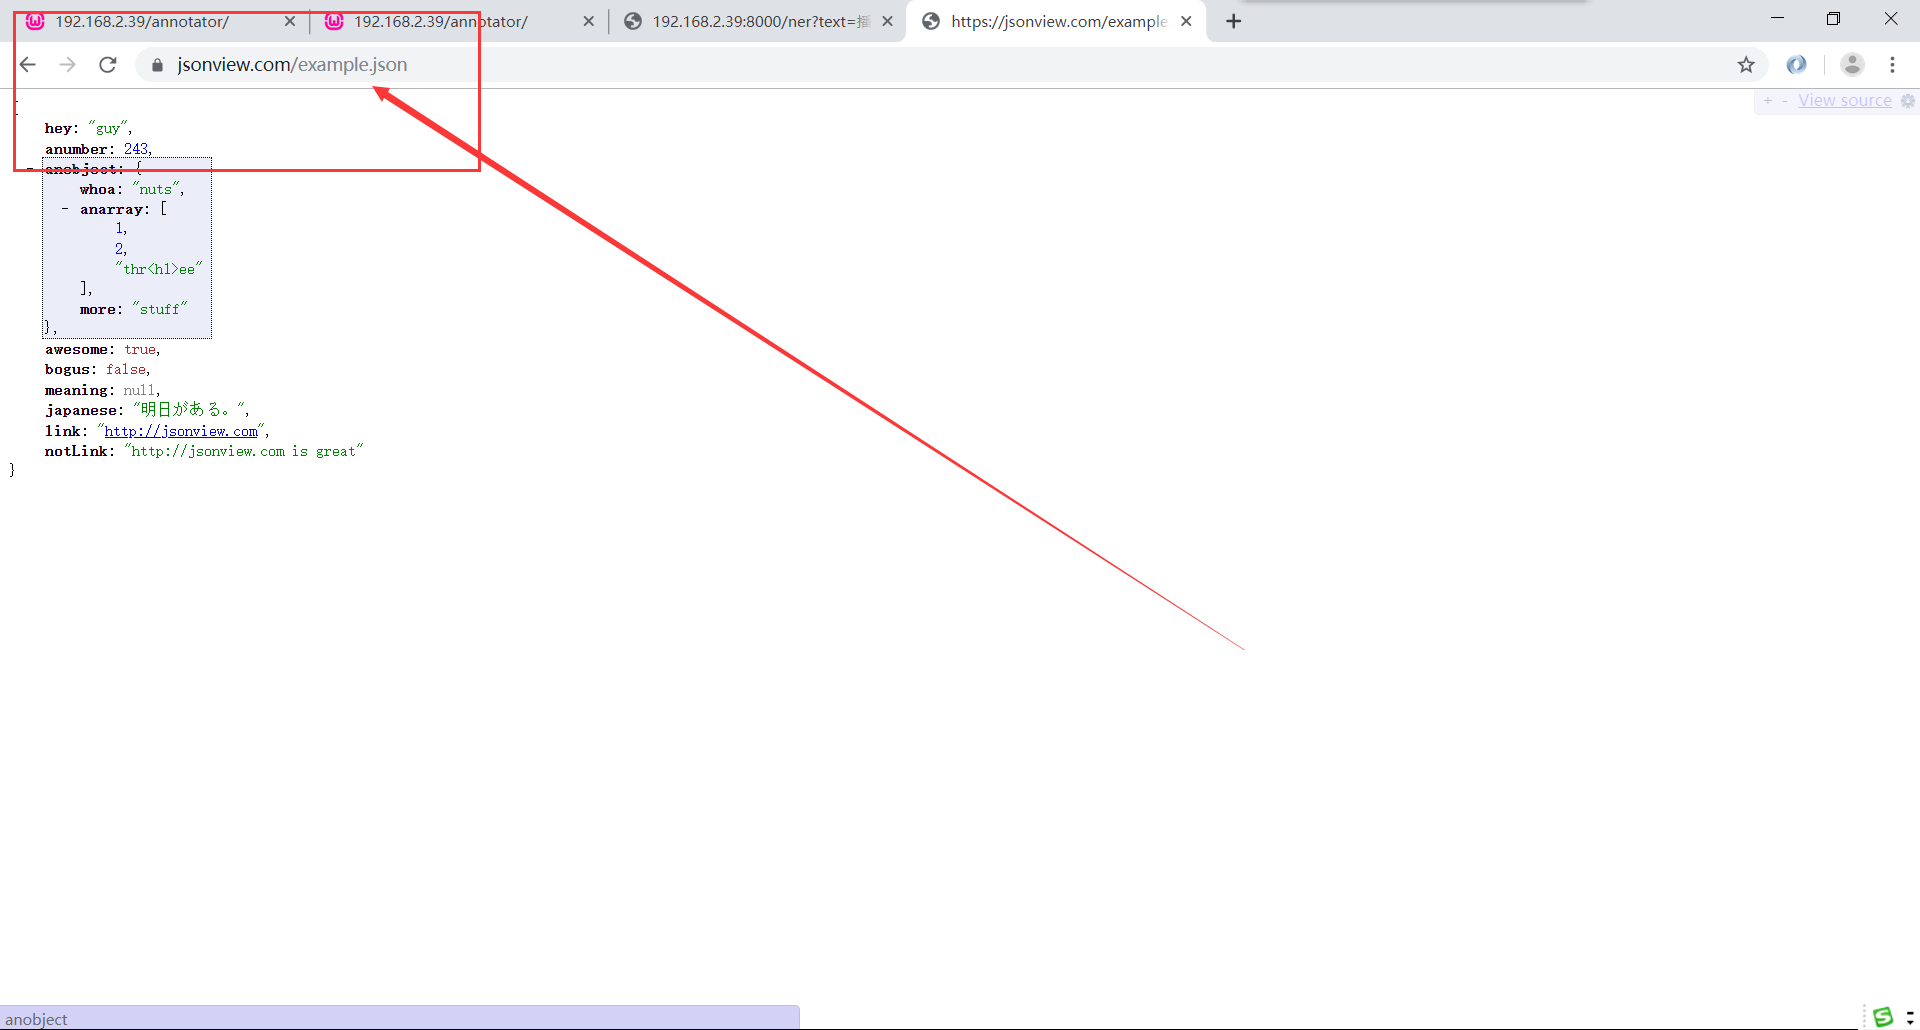 192.168.2.39/annotator/
192.168.2.39/annotator/
192.168.2.39:8000/ner?text=播
https://jsonview.com/example
jsonview.com/example.json
+ - View source
hey: "guy",
anumber: 243,
- anobject: {
whoa: "nuts",
- anarray: [
1,
2,
"thr<h1>ee"
],
more: "stuff"
},
awesome: true,
bogus: false,
meaning: null,
japanese: "明日がある。",
link: "http://jsonview.com",
notLink: "http://jsonview.com is great"
}
anobject